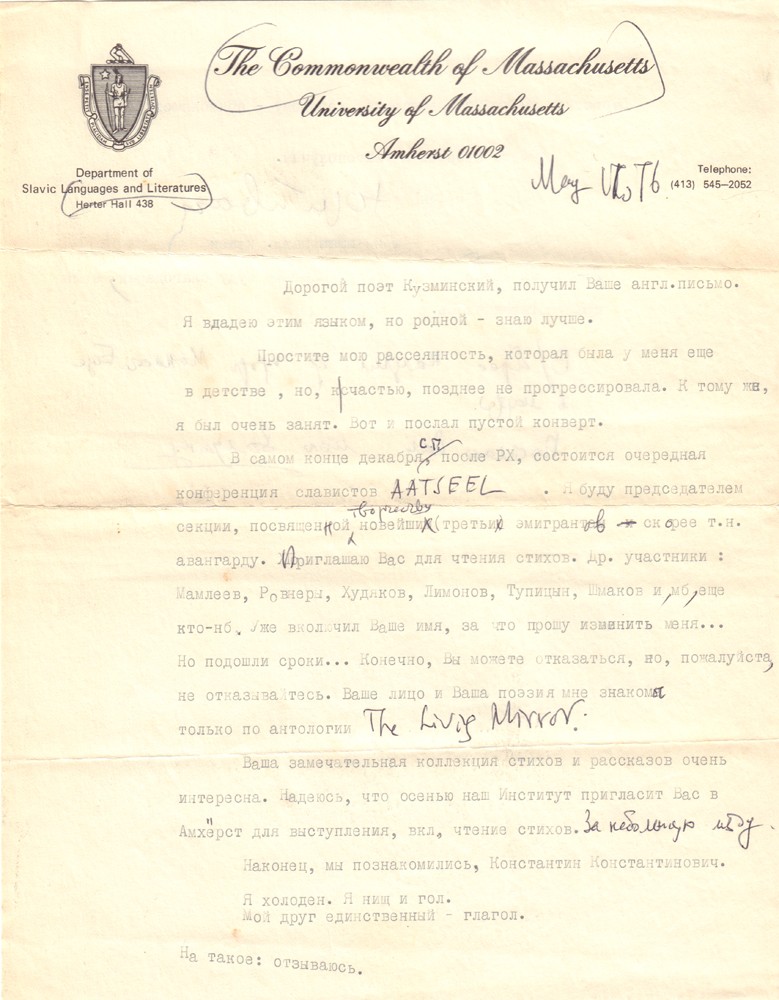 The Commonwealth of Massachusetts
University of Massachusetts
Amherst 01002
Department of
Slavic Languages and Literatures
Herter Hall 438
Telephone:
(413) 545-2052
May 76
Дорогой поэт Кузминский, получил Ваше англ.письмо.
Я владею этим языком, но родной - знаю лучше.
Простите мою рассеянность, которая была у меня еще
в детстве , но, к счастью, позднее не прогрессировала. К тому же,
я был очень занят. Вот и послал пустой конверт.
с.г.
В самом конце декабря, после РХ, состоится очередная
конференция славистов AATSEEL . Я буду председателем
творчеству
секции, посвященной новейших (третьих) эмигрантов и скорее т.н.
авангарду. Приглашаю Вас для чтения стихов. Др. участники :
Мамлеев, Ровнеры, Худяков, Лимонов, Тупицын, Шмаков и, мб, еще
кто-нб. Уже вколючил Ваше имя, за что прошу изменить меня...
Но подошли сроки... Конечно, Вы можете отказаться, но, пожалуйста,
не отказывайтесь. Ваше лицо и Ваша поэзия мне знакомы
только по антологии The Livig Mirror.
Ваша замечательная коллекция стихов и рассказов очень
интересна. Надеюсь, что осенью наш Институт пригласит Вас в
Амхёрст для выступления, вкл, чтение стихов. За небольшую мзду.
Наконец, мы познакомились, Константин Константинович.
Я холоден. Я нищ и гол.
Мой друг единственный - глагол.
На такое: отзываюсь.